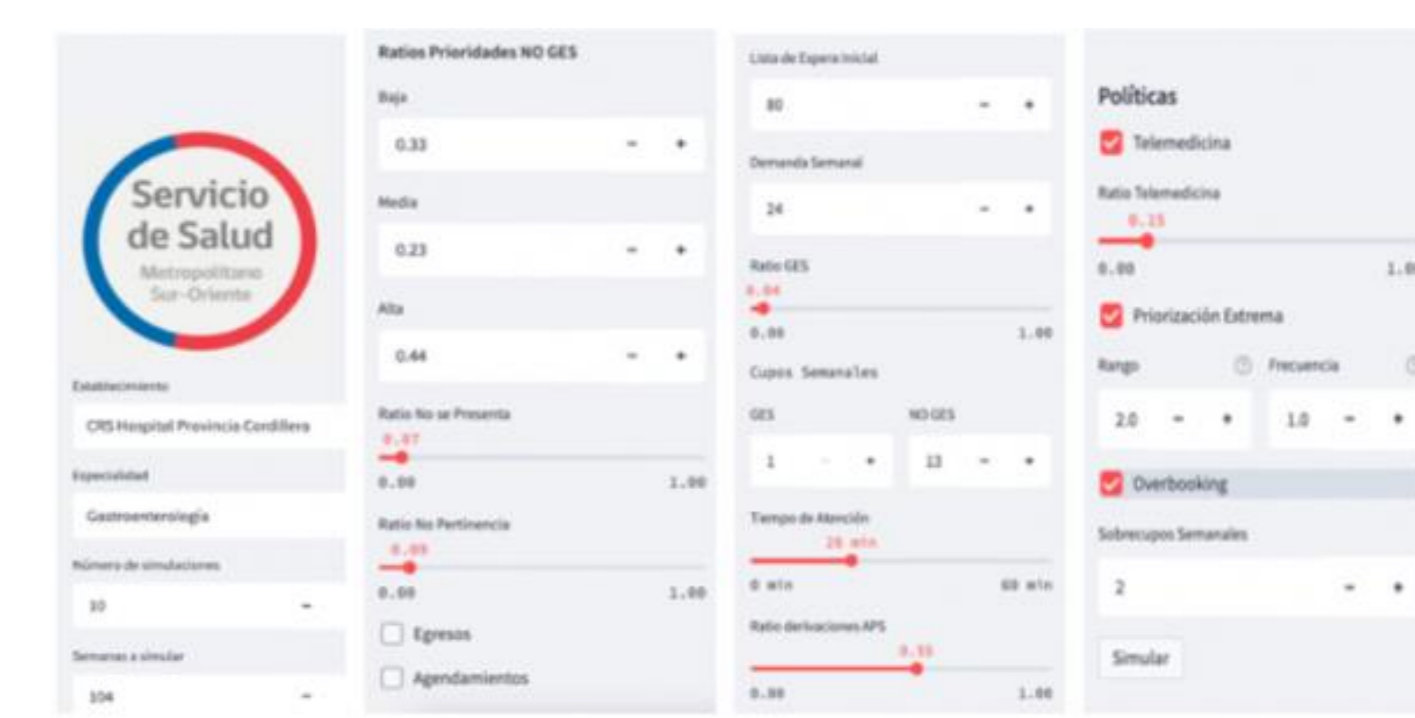 Servicio
de Salud
Metropolitano
Sur-Oriente
Establecimiento
CRS Hospital Provincia Cordillera
Especialidad
Gastroenterología
Número de simulaciones
10 -
Semanas a simular
104 -
Ratios Prioridades NO GES
Baja
0.33 - +
Media
0.23 - +
Alta
0.44 - +
Ratio No se Presenta
0.07
0.00 1.00
Ratio No Pertinencia
0.09
0.00 1.00
Egresos
Agendamientos
Lista de Espera Inicial
80 - +
Demanda Semanal
24 - +
Ratio GES
0.04
0.00 1.00
Cupos Semanales
GES NO GES
1 - + 13 - +
Tiempo de Atención
20 min
0 min 60 min
Ratio derivaciones APS
0.55
0.00 1.00
Políticas
Telemedicina
Ratio Telemedicina
0.15
0.00 1.00
Priorización Extrema
Rango Frecuencia
2.0 - + 1.0 - +
Overbooking
Sobrecupos Semanales
2 - +
Simular